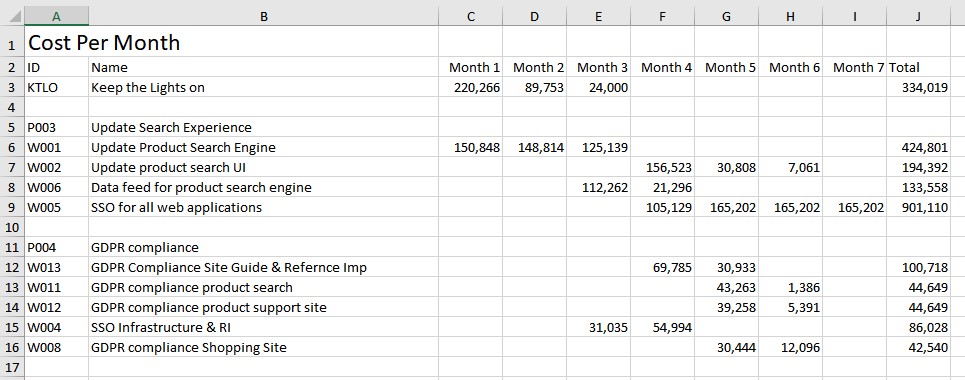 A B C D E F G H I J
1 Cost Per Month
2 ID Name Month 1 Month 2 Month 3 Month 4 Month 5 Month 6 Month 7 Total
3 KTLO Keep the Lights on 220,266 89,753 24,000 334,019
4
5 P003 Update Search Experience
6 W001 Update Product Search Engine 150,848 148,814 125,139 424,801
7 W002 Update product search UI 156,523 30,808 7,061 194,392
8 W006 Data feed for product search engine 112,262 21,296 133,558
9 W005 SSO for all web applications 105,129 165,202 165,202 165,202 901,110
10
11 P004 GDPR compliance
12 W013 GDPR Compliance Site Guide & Refernce Imp 69,785 30,933 100,718
13 W011 GDPR compliance product search 43,263 1,386 44,649
14 W012 GDPR compliance product support site 39,258 5,391 44,649
15 W004 SSO Infrastructure & RI 31,035 54,994 86,028
16 W008 GDPR compliance Shopping Site 30,444 12,096 42,540
17